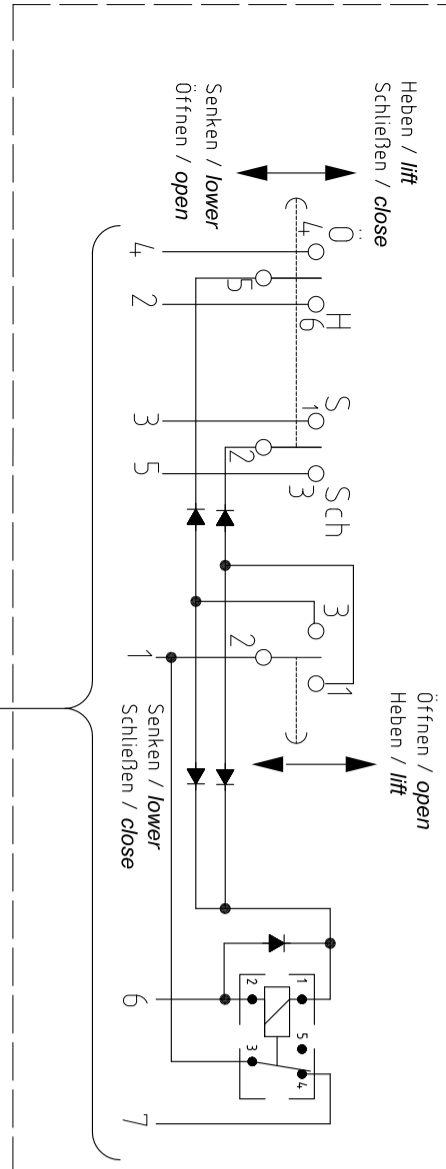 Heben / lift
Schließen / close
Senken / lower
Öffnen / open
Ö
4
5
H
6
S
1
2
Sch
3
3
2
1
Öffnen / open
Heben / lift
Senken / lower
Schließen / close
4
2
3
5
1
6
7
2
1
5
3
4